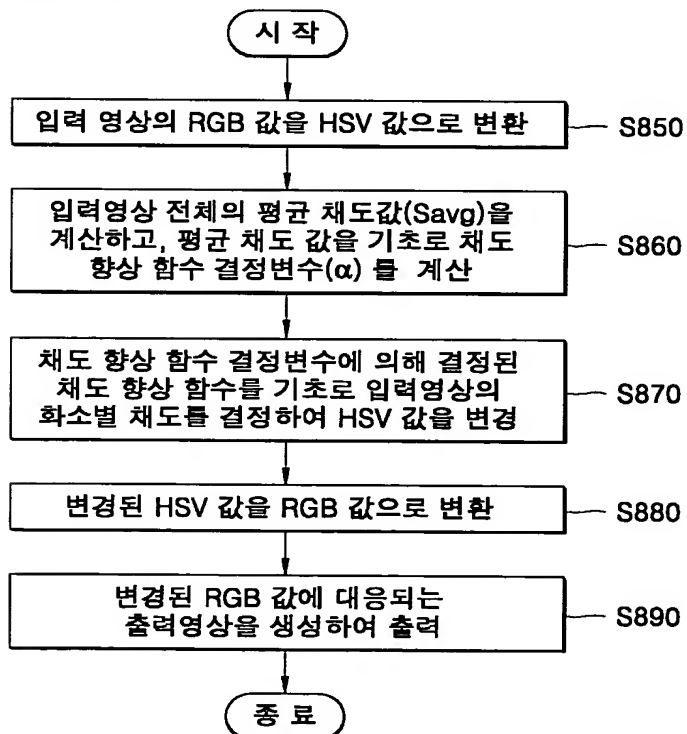 시 작
입력 영상의 RGB 값을 HSV 값으로 변환
S850
입력영상 전체의 평균 채도값(Savg)을
계산하고, 평균 채도 값을 기초로 채도
향상 함수 결정변수(α) 를 계산
S860
채도 향상 함수 결정변수에 의해 결정된
채도 향상 함수를 기초로 입력영상의
화소별 채도를 결정하여 HSV 값을 변경
S870
변경된 HSV 값을 RGB 값으로 변환
S880
변경된 RGB 값에 대응되는
출력영상을 생성하여 출력
S890
종 료